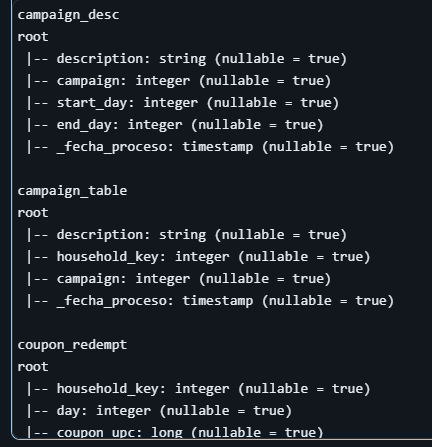 campaign_desc
root
 |-- description: string (nullable = true)
 |-- campaign: integer (nullable = true)
 |-- start_day: integer (nullable = true)
 |-- end_day: integer (nullable = true)
 |-- _fecha_proceso: timestamp (nullable = true)

campaign_table
root
 |-- description: string (nullable = true)
 |-- household_key: integer (nullable = true)
 |-- campaign: integer (nullable = true)
 |-- _fecha_proceso: timestamp (nullable = true)

coupon_redempt
root
 |-- household_key: integer (nullable = true)
 |-- day: integer (nullable = true)
 |-- coupon_upc: long (nullable = true)